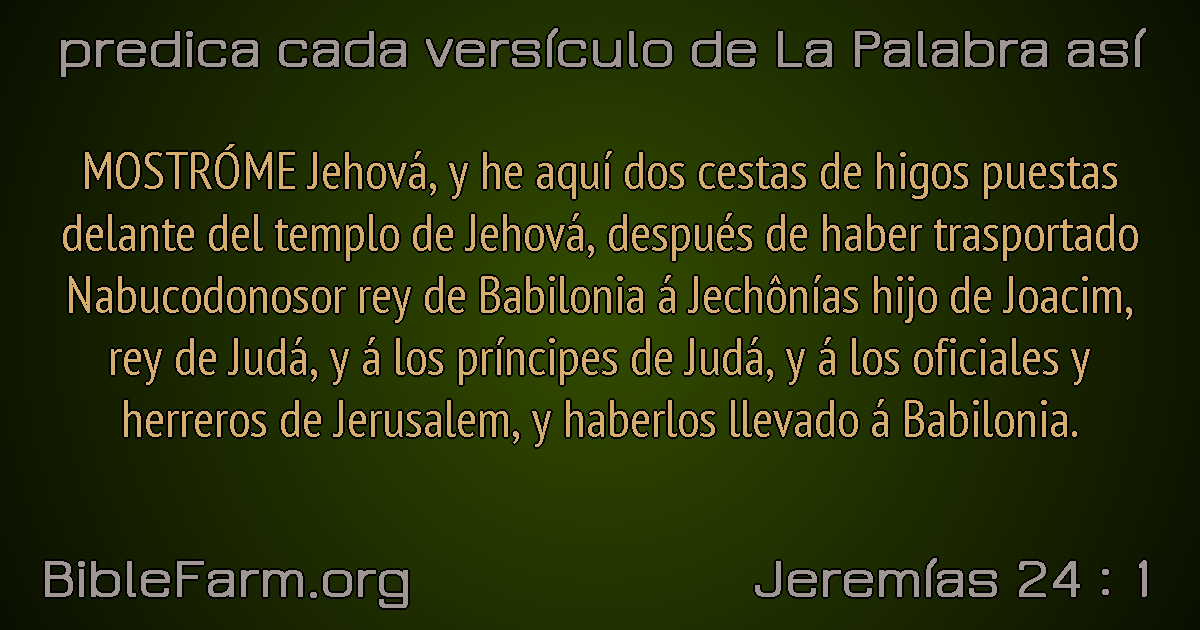 predica cada versículo de La Palabra así
MOSTRÓME Jehová, y he aquí dos cestas de higos puestas
delante del templo de Jehová, después de haber trasportado
Nabucodonosor rey de Babilonia á Jechônías hijo de Joacim,
rey de Judá, y á los príncipes de Judá, y á los oficiales y
herreros de Jerusalem, y haberlos llevado á Babilonia.
BibleFarm.org
Jeremías 24 : 1